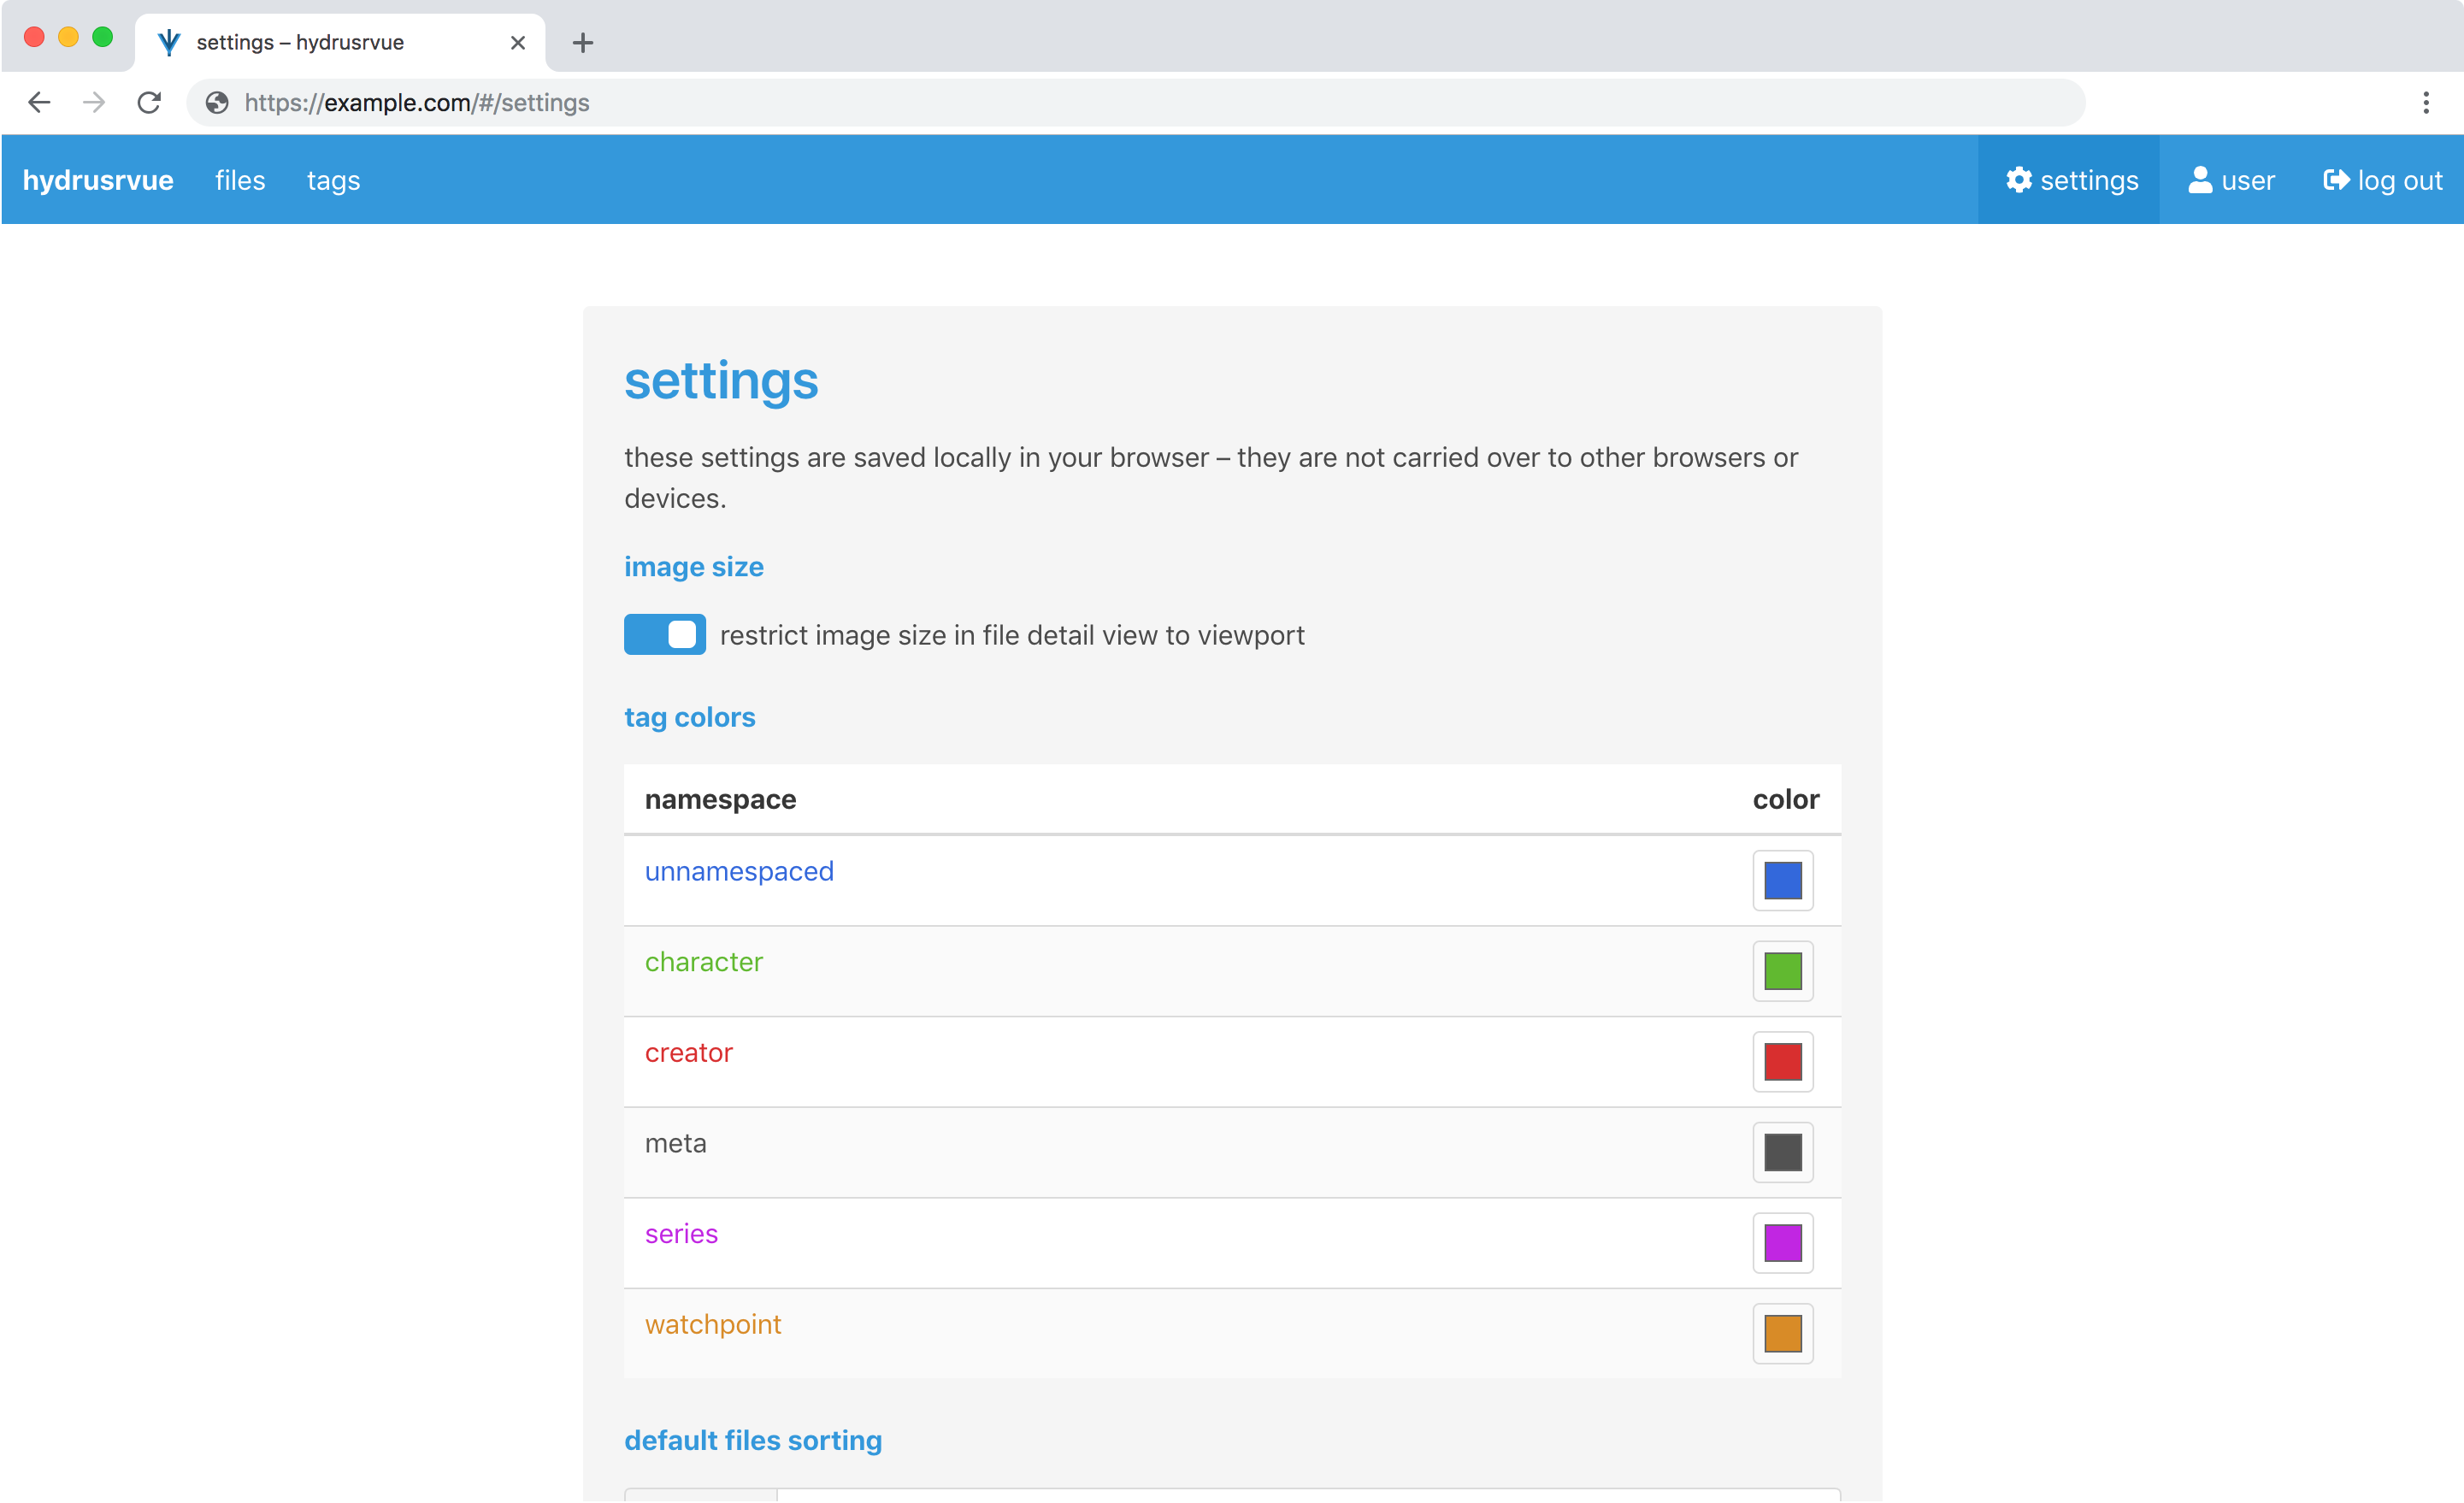 settings – hydrusrvue
https://example.com/#/settings
hydrusrvue files tags settings user log out
settings
these settings are saved locally in your browser – they are not carried over to other browsers or
devices.
image size
restrict image size in file detail view to viewport
tag colors
namespace color
unnamespaced
character
creator
meta
series
watchpoint
default files sorting